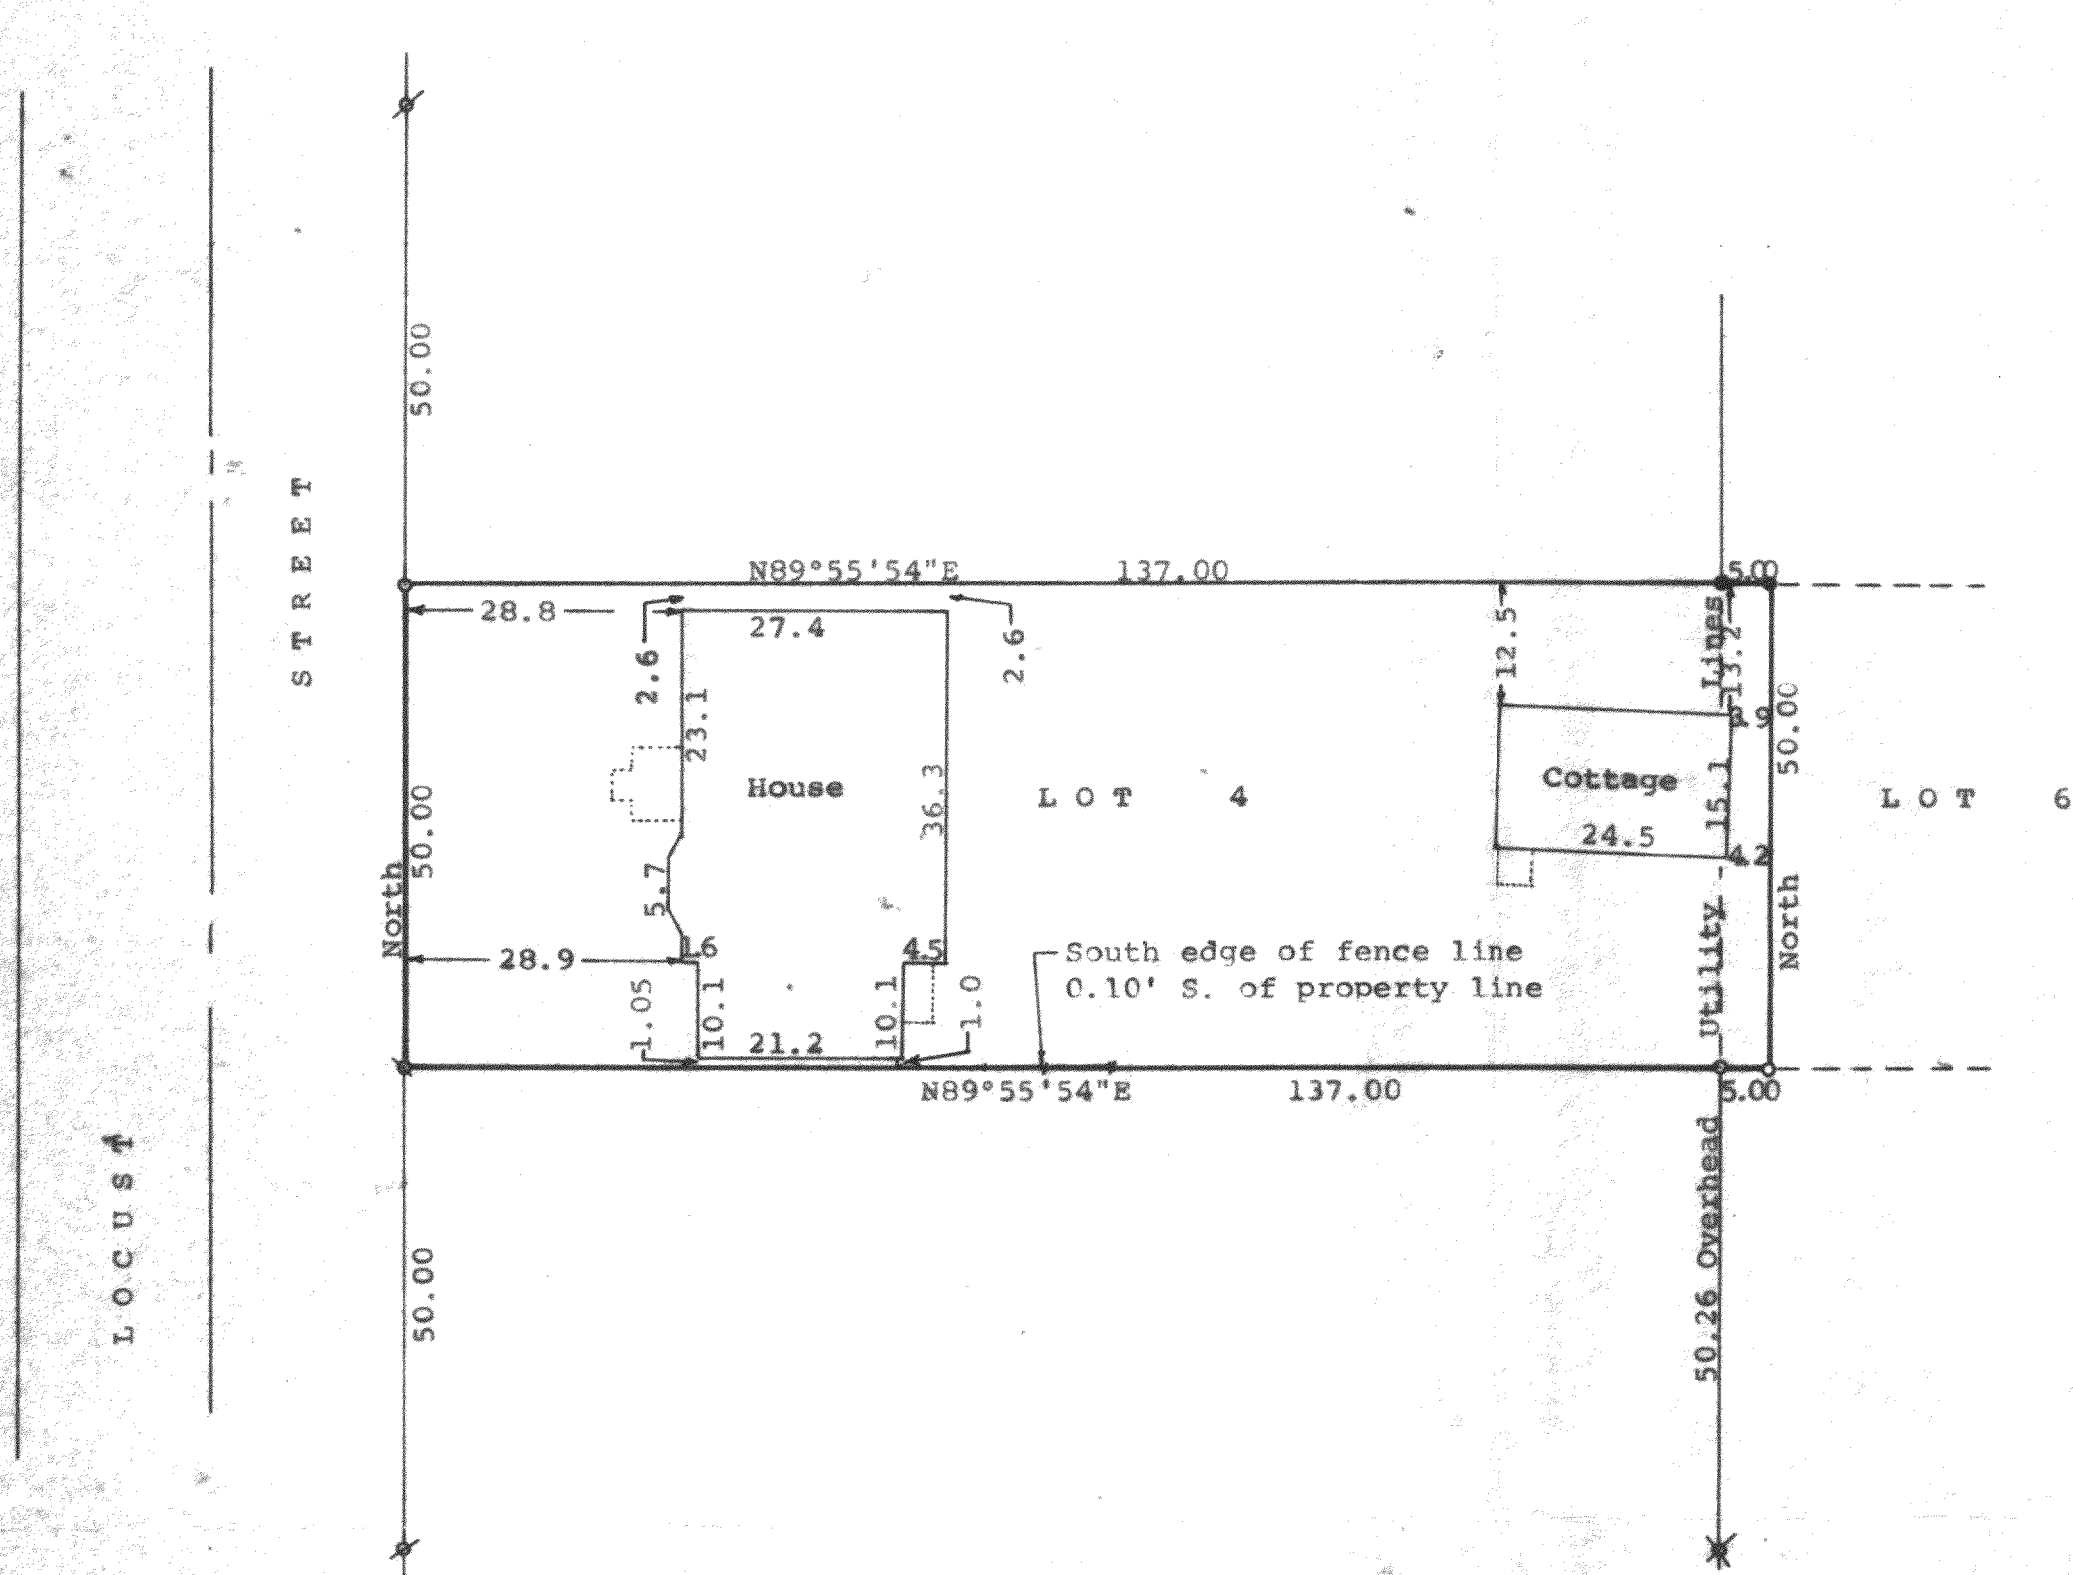 50.00
STREET
N89°55'54"E 137.00
5.00
28.8
27.4
2.6
2.6
23.1
12.5
Lines
13.2
3.9
50.00
House
36.3
LOT 4
Cottage
15.1
24.5
4.2
LOT 6
50.00
North
5.7
28.9
1.6
4.5
South edge of fence line
0.10' S. of property line
Utility
North
1.05
10.1
10.1
1.0
21.2
N89°55'54"E 137.00
5.00
LOCUST
50.00
50.26 Overhead